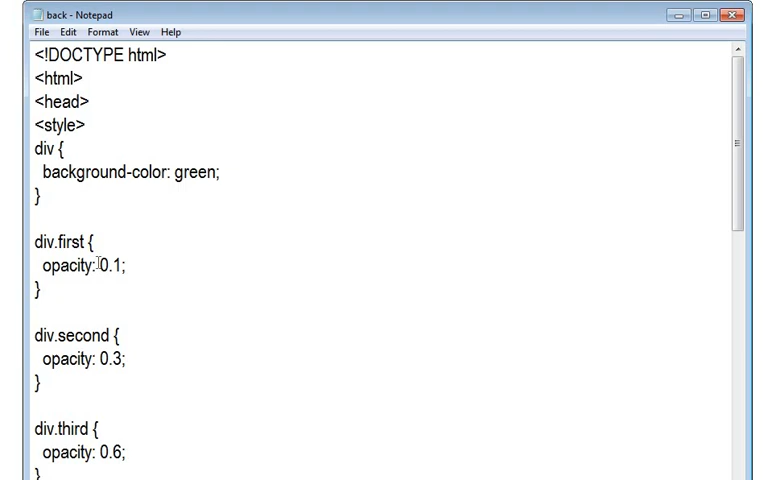 back - Notepad
File Edit Format View Help
<!DOCTYPE html>
<html>
<head>
<style>
div {
background-color: green;
}
div.first {
opacity: 0.1;
}
div.second {
opacity: 0.3;
}
div.third {
opacity: 0.6;
}